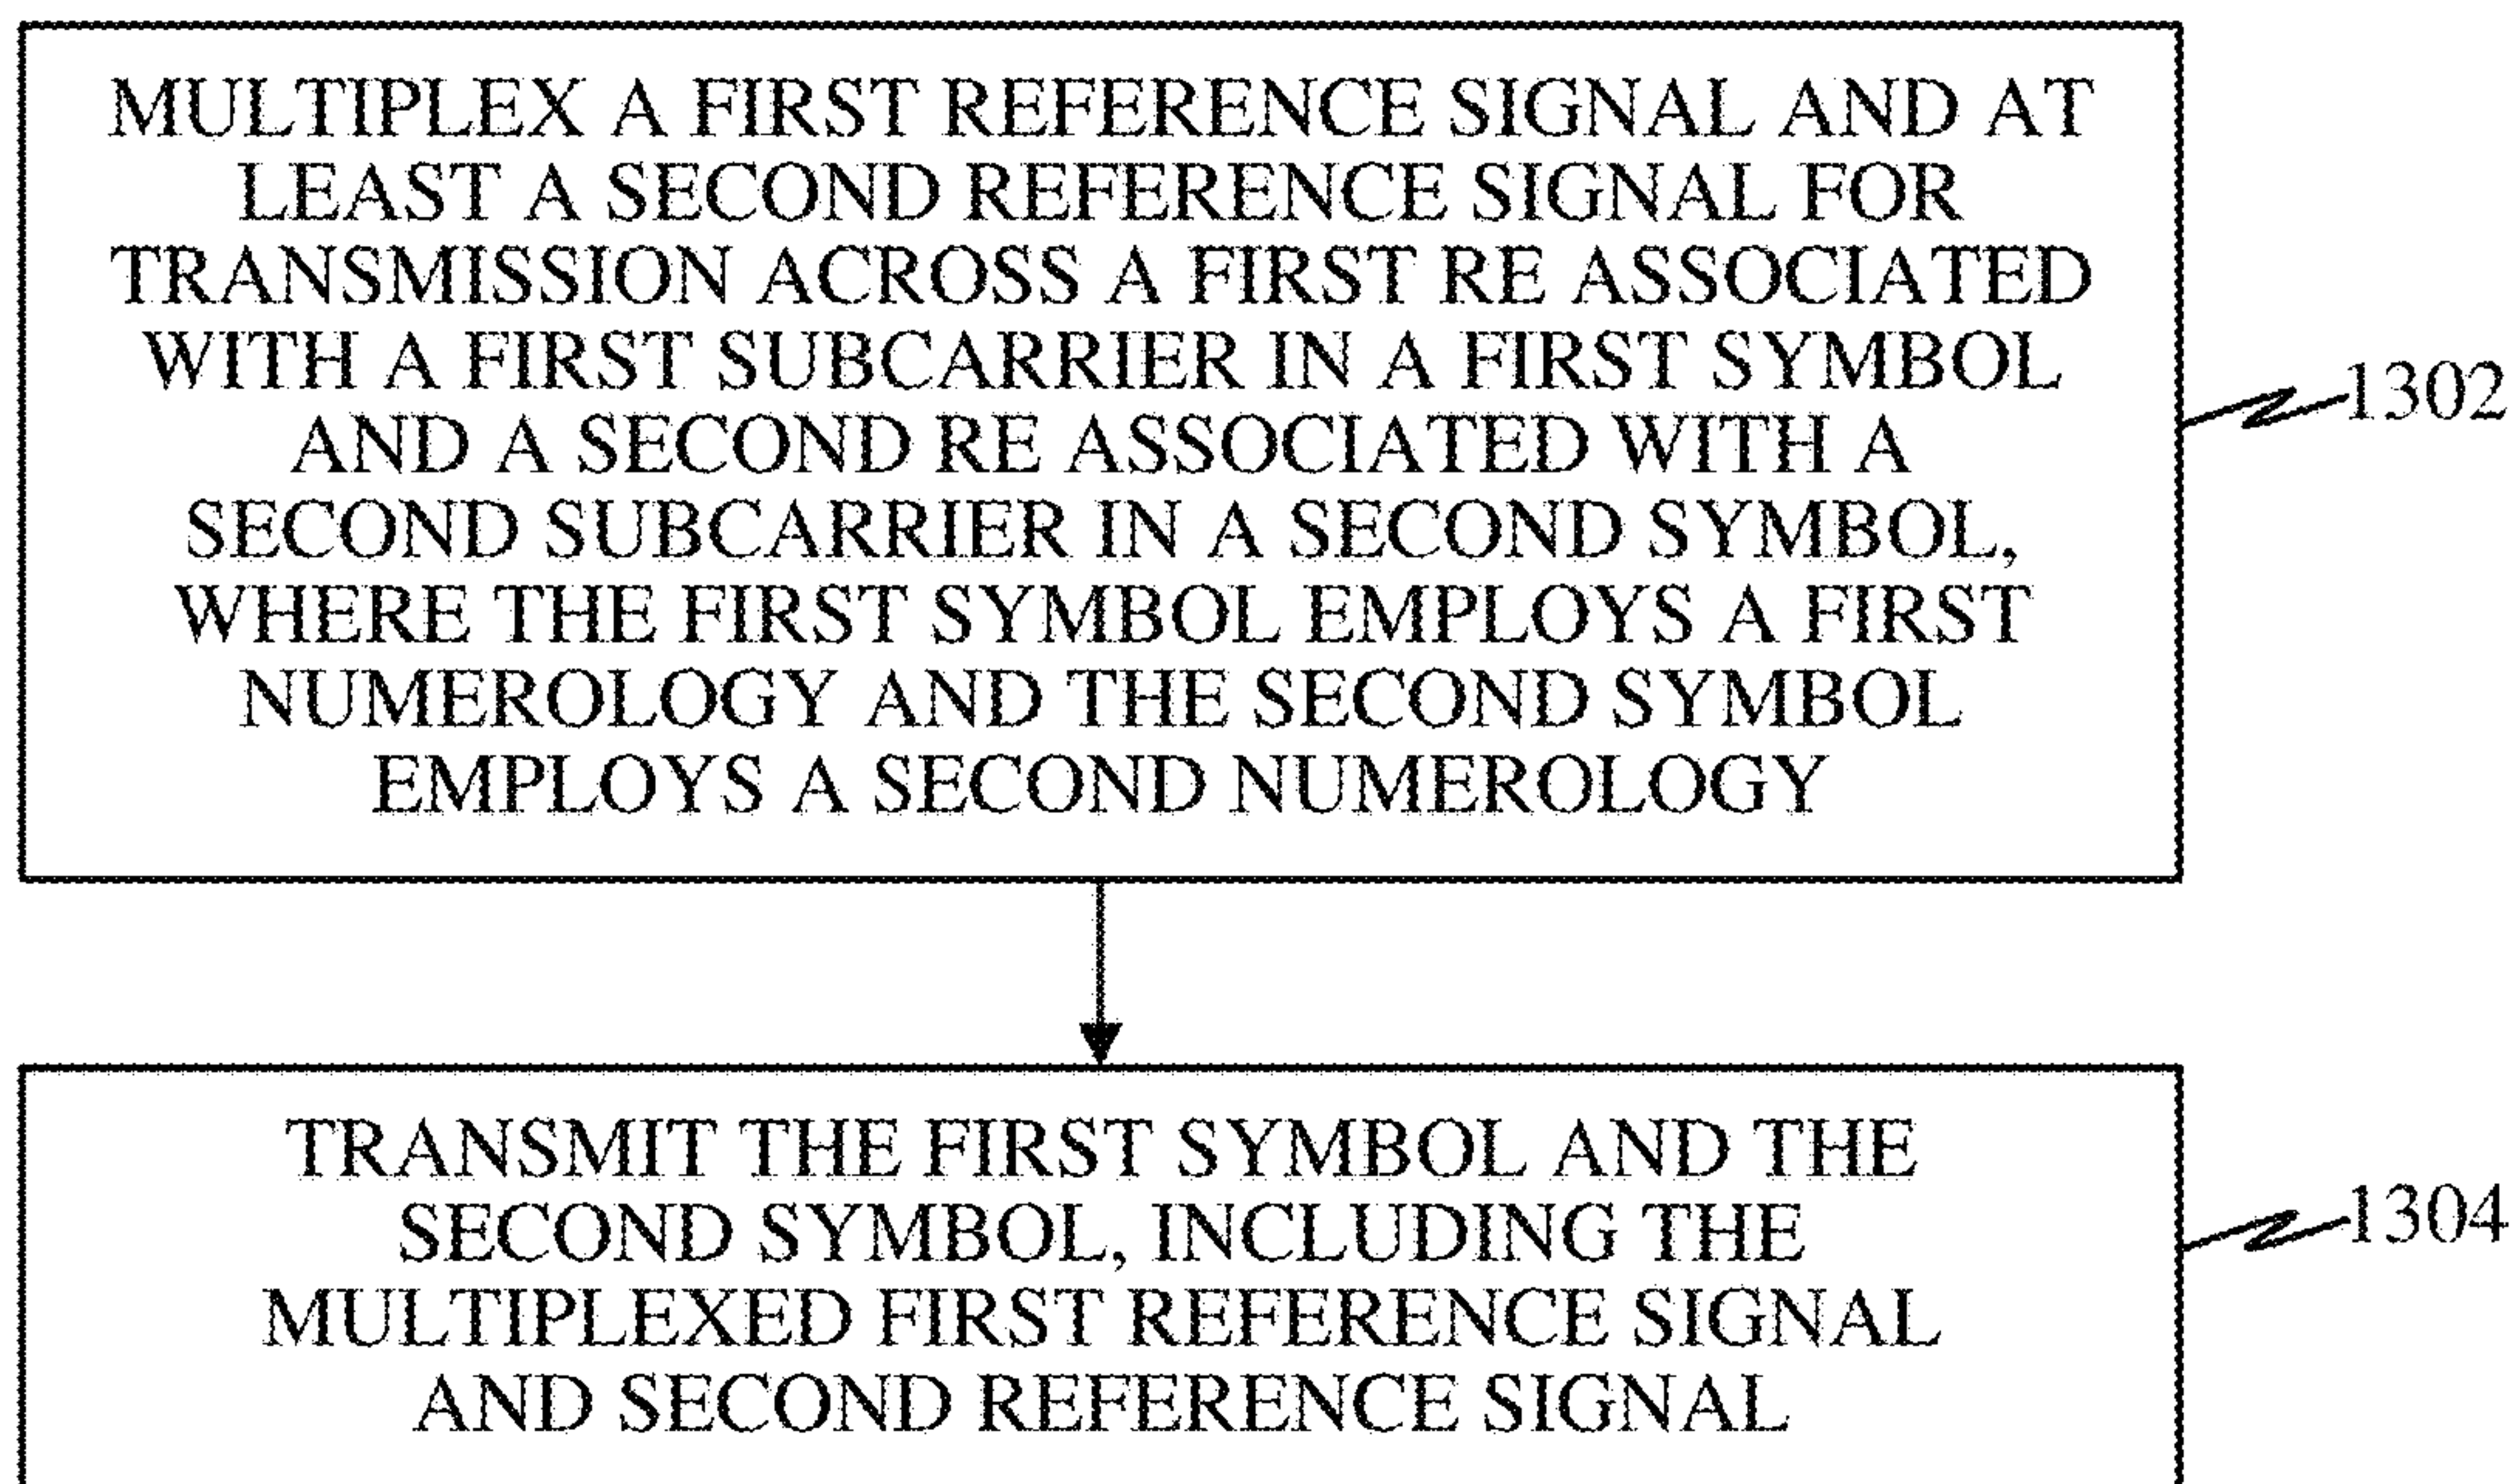 MULTIPLEX A FIRST REFERENCE SIGNAL AND AT
LEAST A SECOND REFERENCE SIGNAL FOR
TRANSMISSION ACROSS A FIRST RE ASSOCIATED
WITH A FIRST SUBCARRIER IN A FIRST SYMBOL
AND A SECOND RE ASSOCIATED WITH A
SECOND SUBCARRIER IN A SECOND SYMBOL,
WHERE THE FIRST SYMBOL EMPLOYS A FIRST
NUMEROLOGY AND THE SECOND SYMBOL
EMPLOYS A SECOND NUMEROLOGY
1302
TRANSMIT THE FIRST SYMBOL AND THE
SECOND SYMBOL, INCLUDING THE
MULTIPLEXED FIRST REFERENCE SIGNAL
AND SECOND REFERENCE SIGNAL
1304